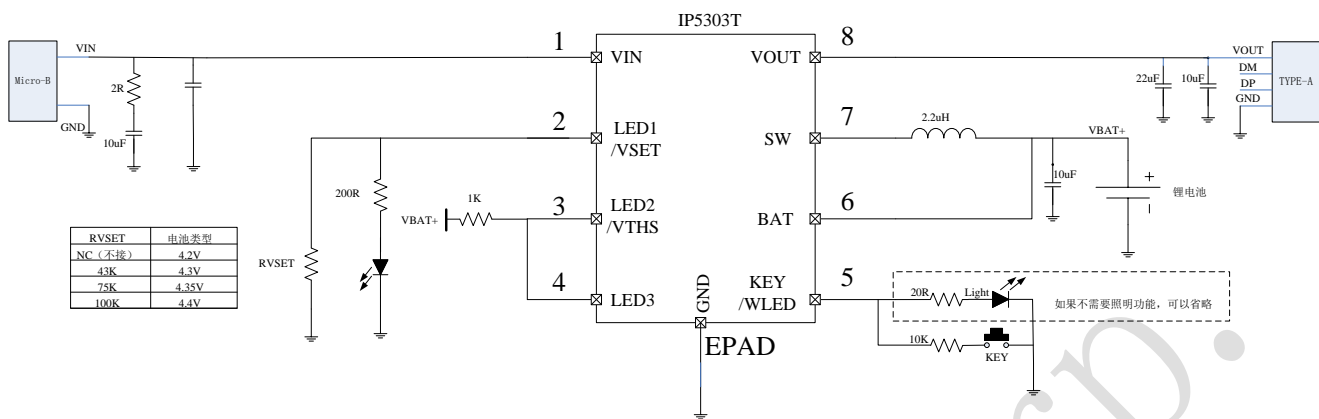 IP5303T
Micro-B
VIN
GND
2R
10uF
1
VIN
2
LED1
/VSET
200R
VBAT+
1K
3
LED2
/VTHS
4
LED3
RVSET
RVSET 电池类型
NC（不接） 4.2V
43K 4.3V
75K 4.35V
100K 4.4V
GND
EPAD
8
VOUT
22uF
10uF
VOUT
DM
DP
GND
TYPE-A
7
SW
2.2uH
VBAT+
10uF
+
锂电池
6
BAT
5
KEY
/WLED
20R
Light
如果不需要照明功能，可以省略
10K
KEY
rp.